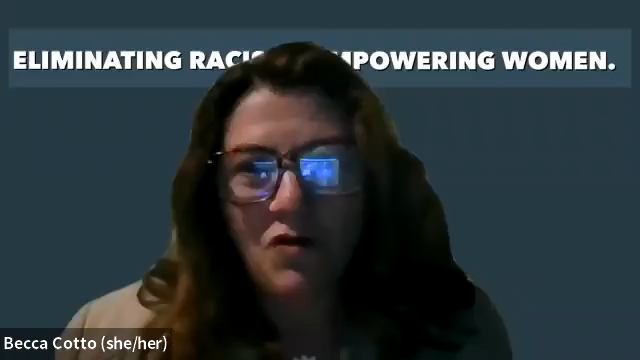 ELIMINATING RACIS MPOWERING WOMEN.
Becca Cotto (she/her)